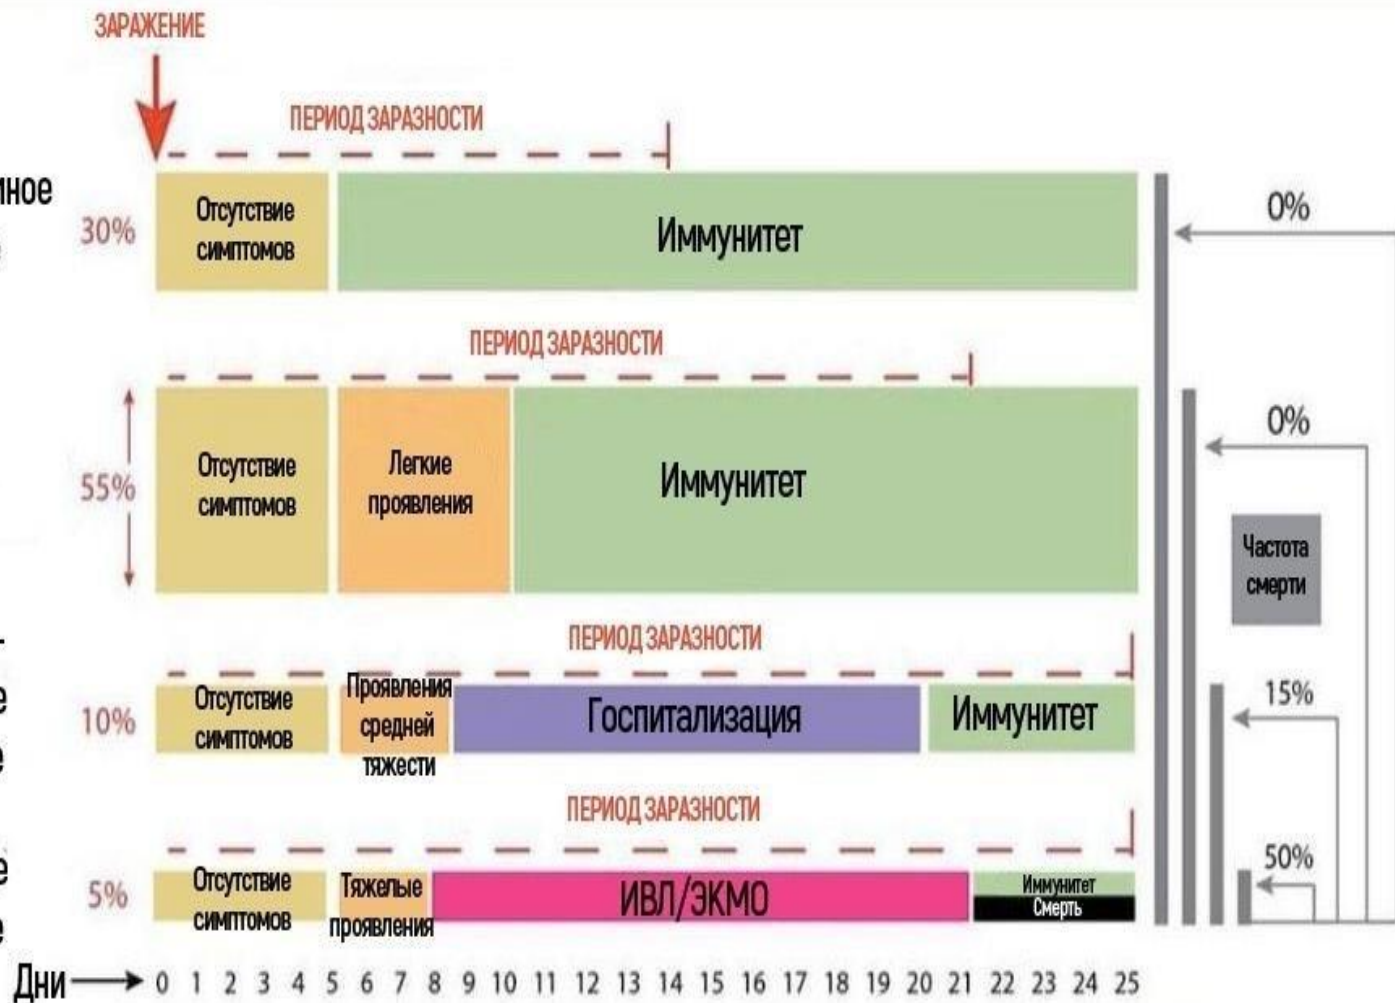 ЗАРАЖЕНИЕ
ПЕРИОД ЗАРАЗНОСТИ
30%
Отсутствие
симптомов
Иммунитет
0%
ПЕРИОД ЗАРАЗНОСТИ
55%
Отсутствие
симптомов
Легкие
проявления
Иммунитет
0%
Частота
смерти
ПЕРИОД ЗАРАЗНОСТИ
10%
Отсутствие
симптомов
Проявления
средней
тяжести
Госпитализация
Иммунитет
15%
ПЕРИОД ЗАРАЗНОСТИ
5%
Отсутствие
симптомов
Тяжелые
проявления
ИВЛ/ЭКМО
Иммунитет
Смерть
50%
Дни 0 1 2 3 4 5 6 7 8 9 10 11 12 13 14 15 16 17 18 19 20 21 22 23 24 25